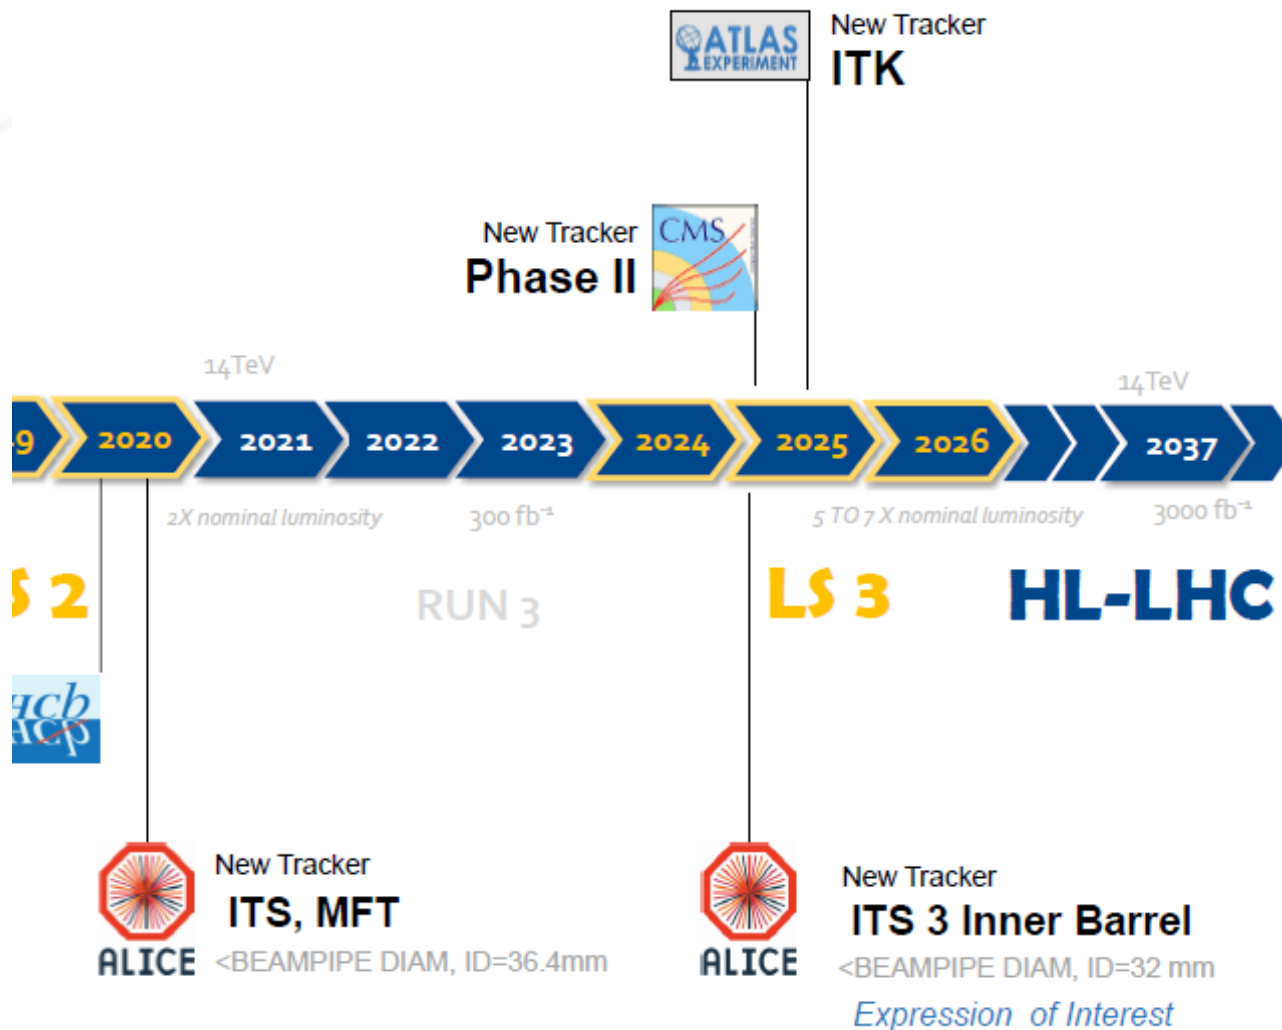 ATLAS
EXPERIMENT
New Tracker
ITK
New Tracker
Phase II
CMS
14TeV
14TeV
9
2020
2021
2022
2023
2024
2025
2026
2037
2X nominal luminosity
300 fb⁻¹
5 TO 7 X nominal luminosity
3000 fb⁻¹
S 2
RUN 3
LS 3
HL-LHC
HCb
New Tracker
ITS, MFT
ALICE
<BEAMPIPE DIAM, ID=36.4mm
New Tracker
ITS 3 Inner Barrel
ALICE
<BEAMPIPE DIAM, ID=32 mm
Expression of Interest